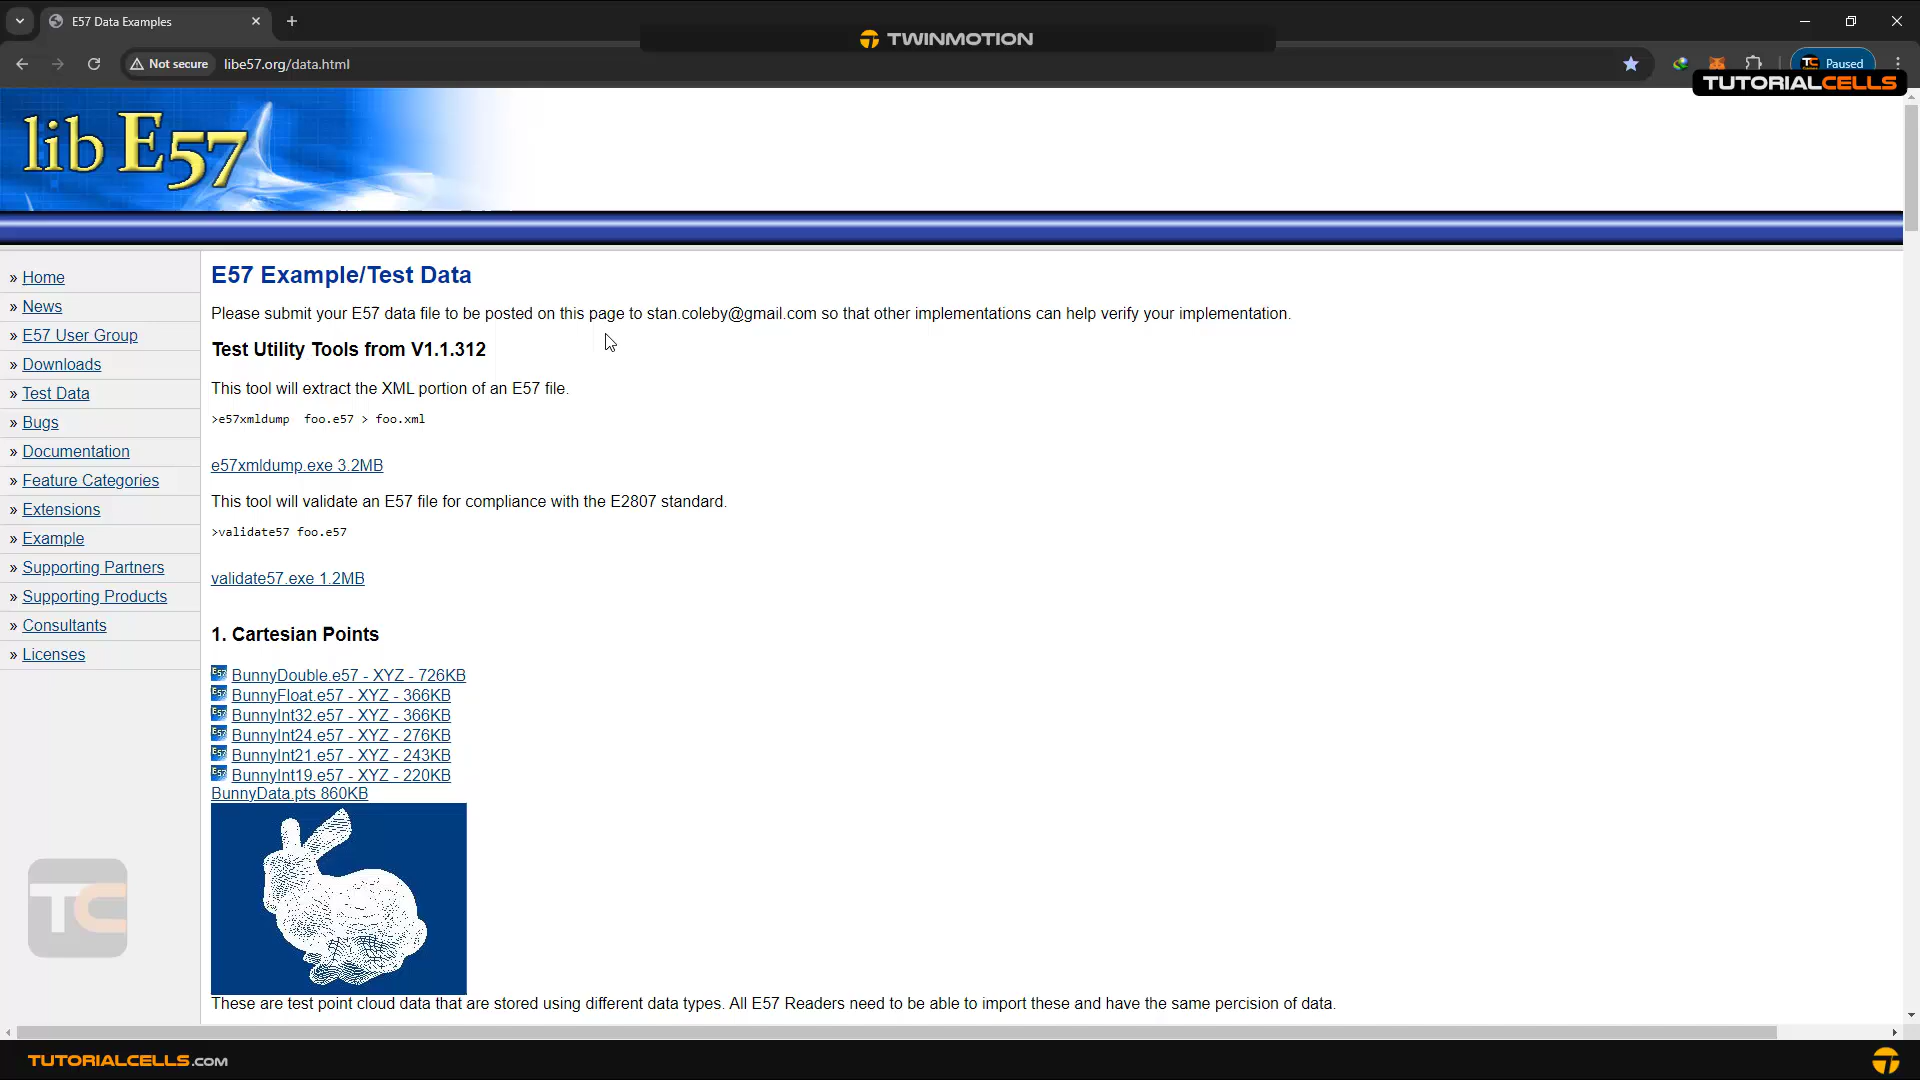 E57 Data Examples
TWINMOTION
Not secure
libe57.org/data.html
TC
Paused
TUTORIALCELLS
lib E57
» Home
» News
» E57 User Group
» Downloads
» Test Data
» Bugs
» Documentation
» Feature Categories
» Extensions
» Example
» Supporting Partners
» Supporting Products
» Consultants
» Licenses
E57 Example/Test Data
Please submit your E57 data file to be posted on this page to stan.coleby@gmail.com so that other implementations can help verify your implementation.
Test Utility Tools from V1.1.312
This tool will extract the XML portion of an E57 file.
>e57xmldump foo.e57 > foo.xml
e57xmldump.exe 3.2MB
This tool will validate an E57 file for compliance with the E2807 standard.
>validate57 foo.e57
validate57.exe 1.2MB
1. Cartesian Points
E57 BunnyDouble.e57 - XYZ - 726KB
E57 BunnyFloat.e57 - XYZ - 366KB
E57 BunnyInt32.e57 - XYZ - 366KB
E57 BunnyInt24.e57 - XYZ - 276KB
E57 BunnyInt21.e57 - XYZ - 243KB
E57 BunnyInt19.e57 - XYZ - 220KB
BunnyData.pts 860KB
These are test point cloud data that are stored using different data types. All E57 Readers need to be able to import these and have the same percision of data.
TC
TUTORIALCELLS.COM